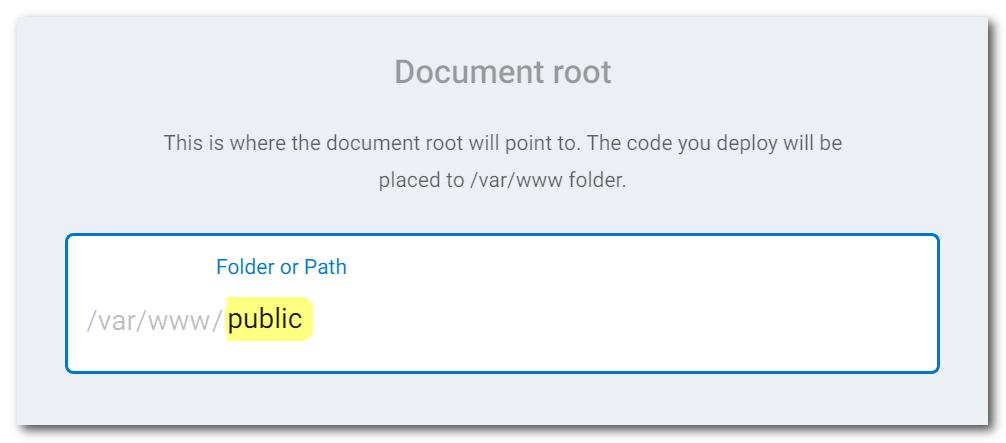 Document root
This is where the document root will point to. The code you deploy will be
placed to /var/www folder.
Folder or Path
/var/www/public